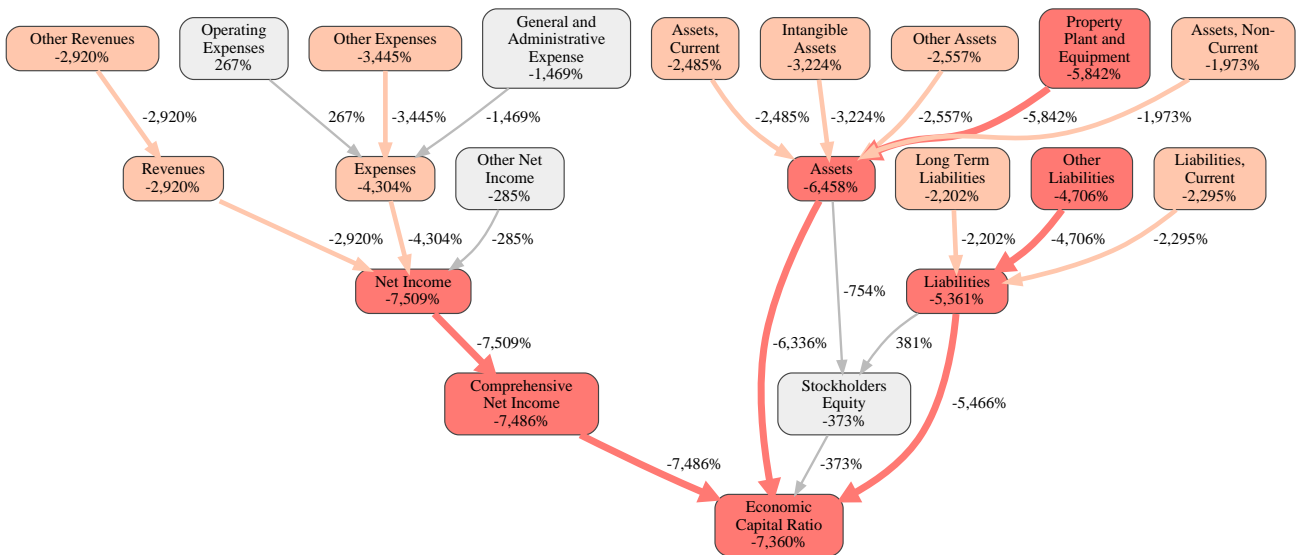 Other Revenues
-2,920%
Operating
Expenses
267%
Other Expenses
-3,445%
General and
Administrative
Expense
-1,469%
Assets,
Current
-2,485%
Intangible
Assets
-3,224%
Other Assets
-2,557%
Property
Plant and
Equipment
-5,842%
Assets, Non-
Current
-1,973%
-2,920%
267%
-3,445%
-1,469%
-2,485%
-3,224%
-2,557%
-5,842%
-1,973%
Revenues
-2,920%
Expenses
-4,304%
Other Net
Income
-285%
Assets
-6,458%
Long Term
Liabilities
-2,202%
Other
Liabilities
-4,706%
Liabilities,
Current
-2,295%
-2,920%
-4,304%
-285%
-2,202%
-4,706%
-2,295%
Net Income
-7,509%
-754%
Liabilities
-5,361%
-7,509%
-6,336%
381%
Comprehensive
Net Income
-7,486%
Stockholders
Equity
-373%
-5,466%
-7,486%
-373%
Economic
Capital Ratio
-7,360%